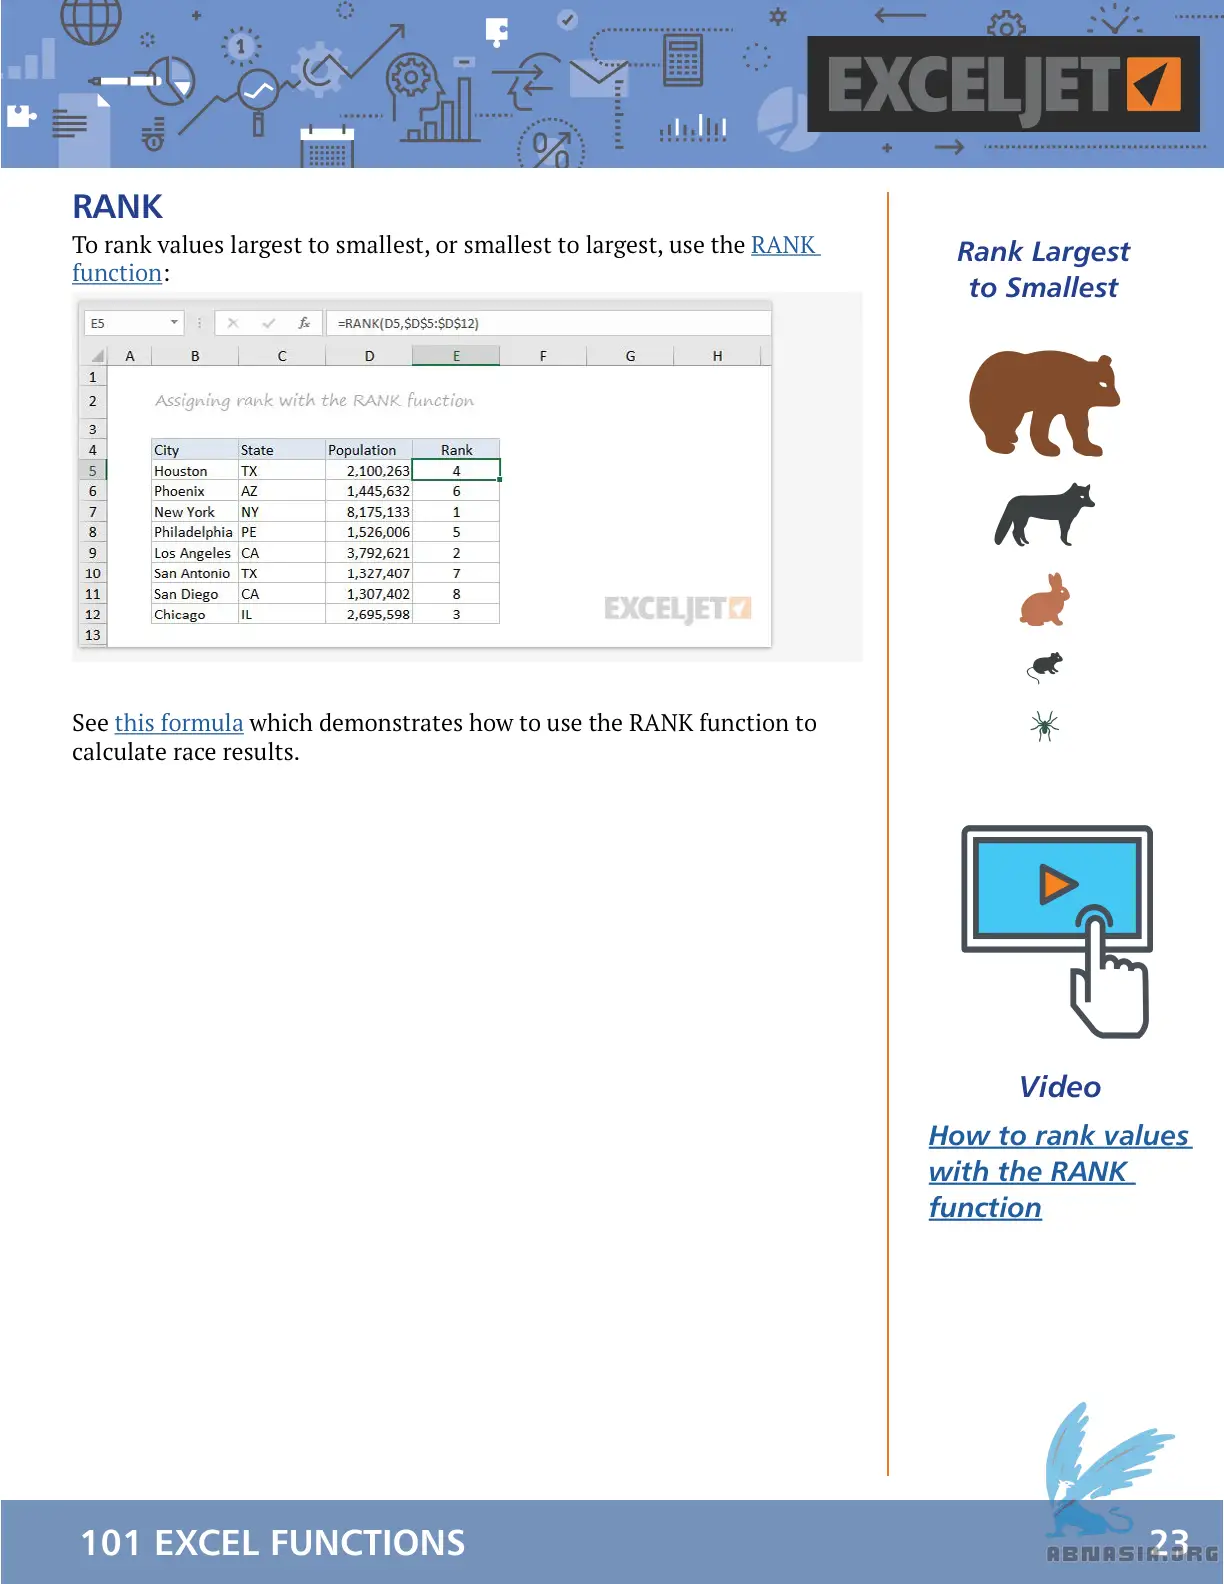 1
%
EXCELJET
RANK
To rank values largest to smallest, or smallest to largest, use the RANK
function:
E5 fx =RANK(D5,$D$5:$D$12)
A B C D E F G H
1
2 Assigning rank with the RANK function
3
4 City State Population Rank
5 Houston TX 2,100,263 4
6 Phoenix AZ 1,445,632 6
7 New York NY 8,175,133 1
8 Philadelphia PE 1,526,006 5
9 Los Angeles CA 3,792,621 2
10 San Antonio TX 1,327,407 7
11 San Diego CA 1,307,402 8
12 Chicago IL 2,695,598 3
13
EXCELJET
See this formula which demonstrates how to use the RANK function to
calculate race results.
Rank Largest
to Smallest
Video
How to rank values
with the RANK
function
101 EXCEL FUNCTIONS
23
ABNASIA.ORG